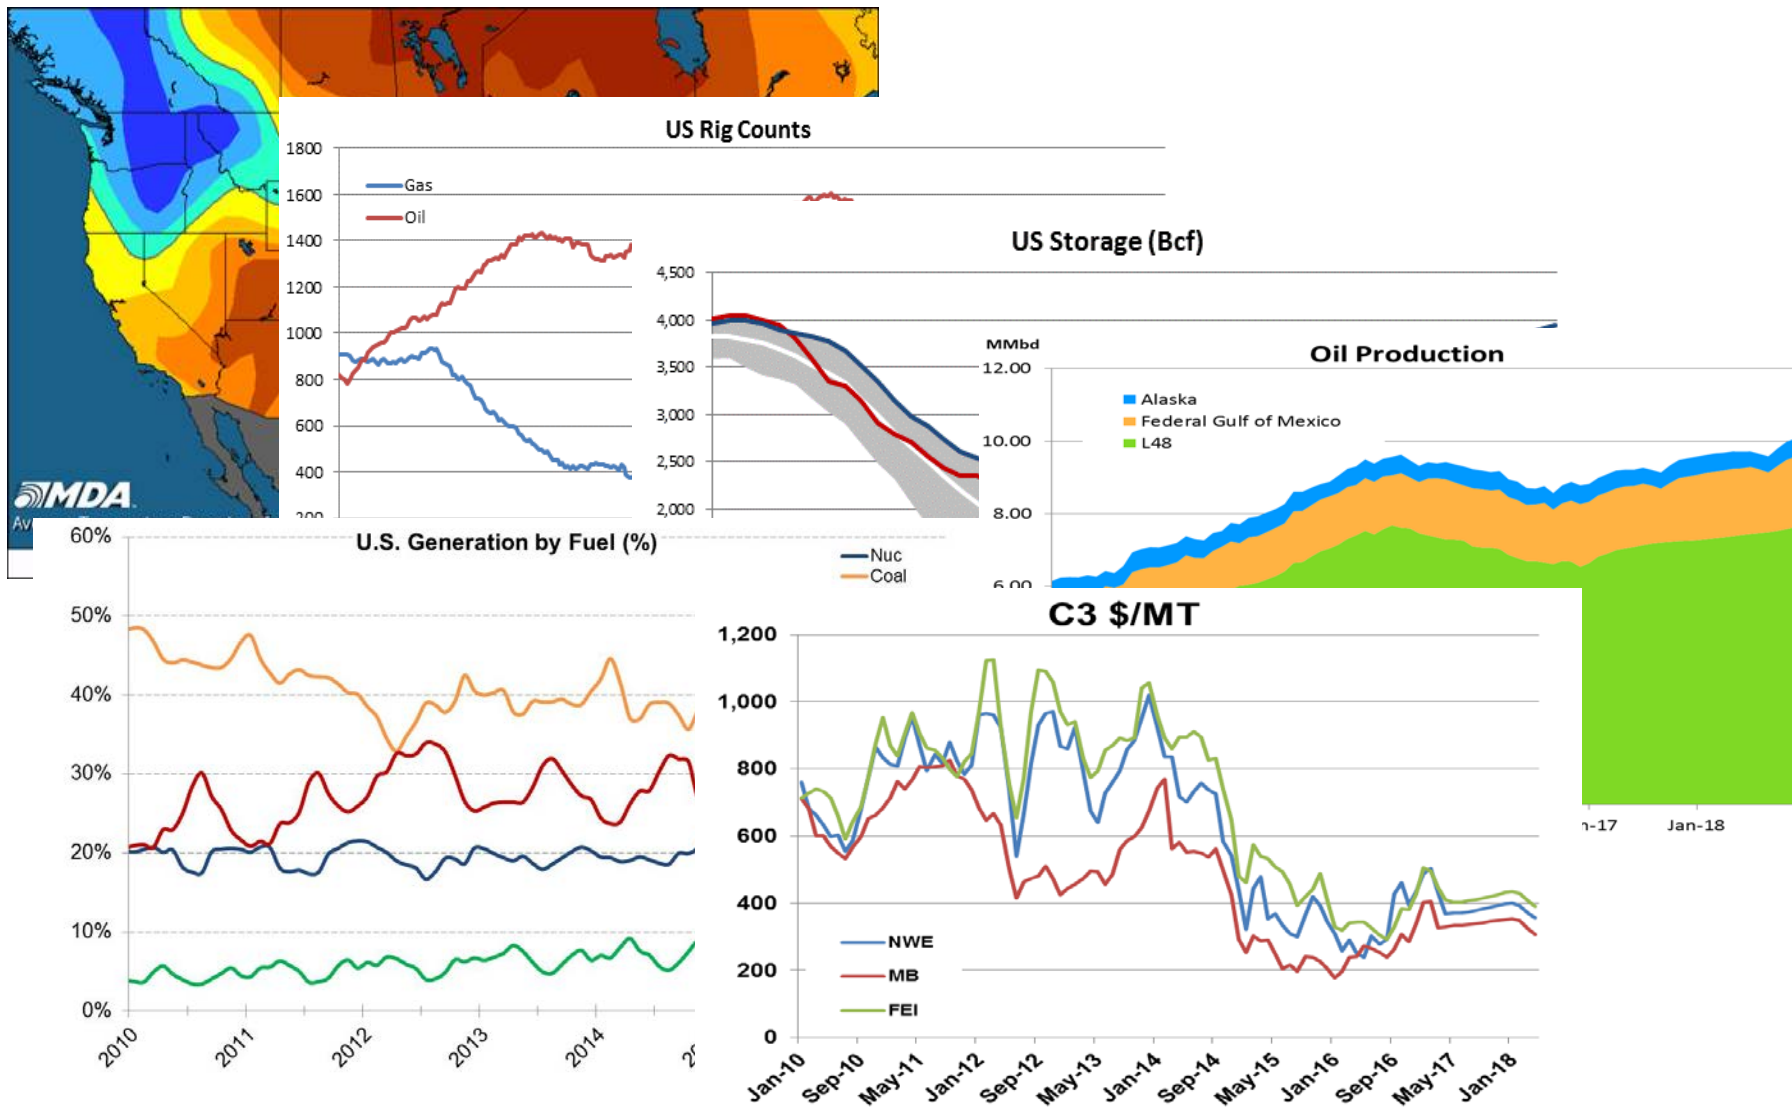 US Rig Counts
1800
1600
1400
1200
1000
800
600
400
Gas
Oil
US Storage (Bcf)
4,500
4,000
3,500
3,000
2,500
2,000
Oil Production
MMbd
12.00
10.00
8.00
6.00
Alaska
Federal Gulf of Mexico
L48
Jan-18
MDA
U.S. Generation by Fuel (%)
60%
50%
40%
30%
20%
10%
0%
Nuc
Coal
2010
2011
2012
2013
2014
C3 $/MT
1,200
1,000
800
600
400
200
0
NWE
MB
FEI
Jan-10
Sep-10
May-11
Jan-12
Sep-12
May-13
Jan-14
Sep-14
May-15
Jan-16
Sep-16
May-17
Jan-18